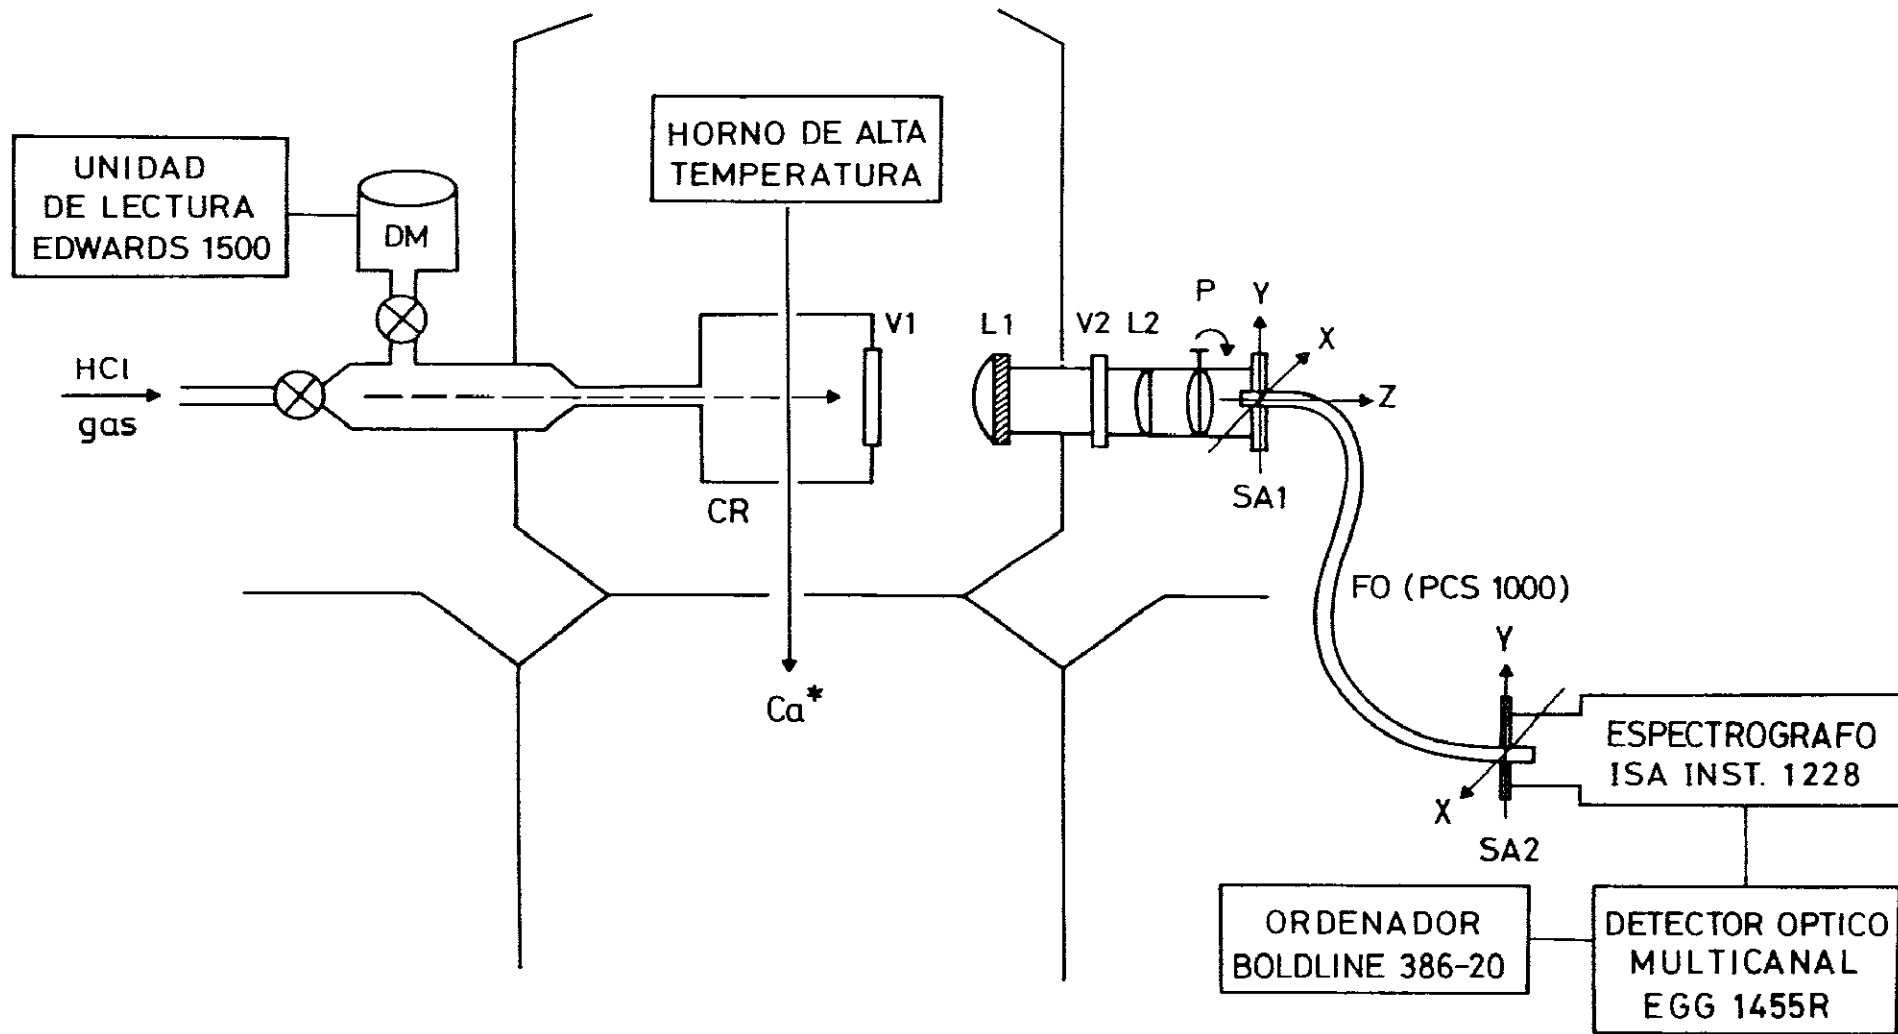 HORNO DE ALTA
TEMPERATURA
UNIDAD
DE LECTURA
EDWARDS 1500
DM
HCl
gas
V1
L1
V2
L2
P
Y
X
Z
CR
SA1
FO (PCS 1000)
Ca*
Y
X
SA2
ESPECTROGRAFO
ISA INST. 1228
ORDENADOR
BOLDLINE 386-20
DETECTOR OPTICO
MULTICANAL
EGG 1455R